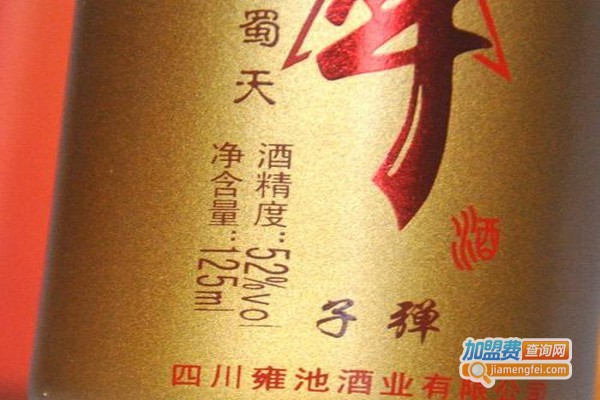 蜀天
酒
酒精度：52%vol
净含量：125ml
子弹
四川雍池酒业有限公司
加盟费查询网
jiamengfei.com